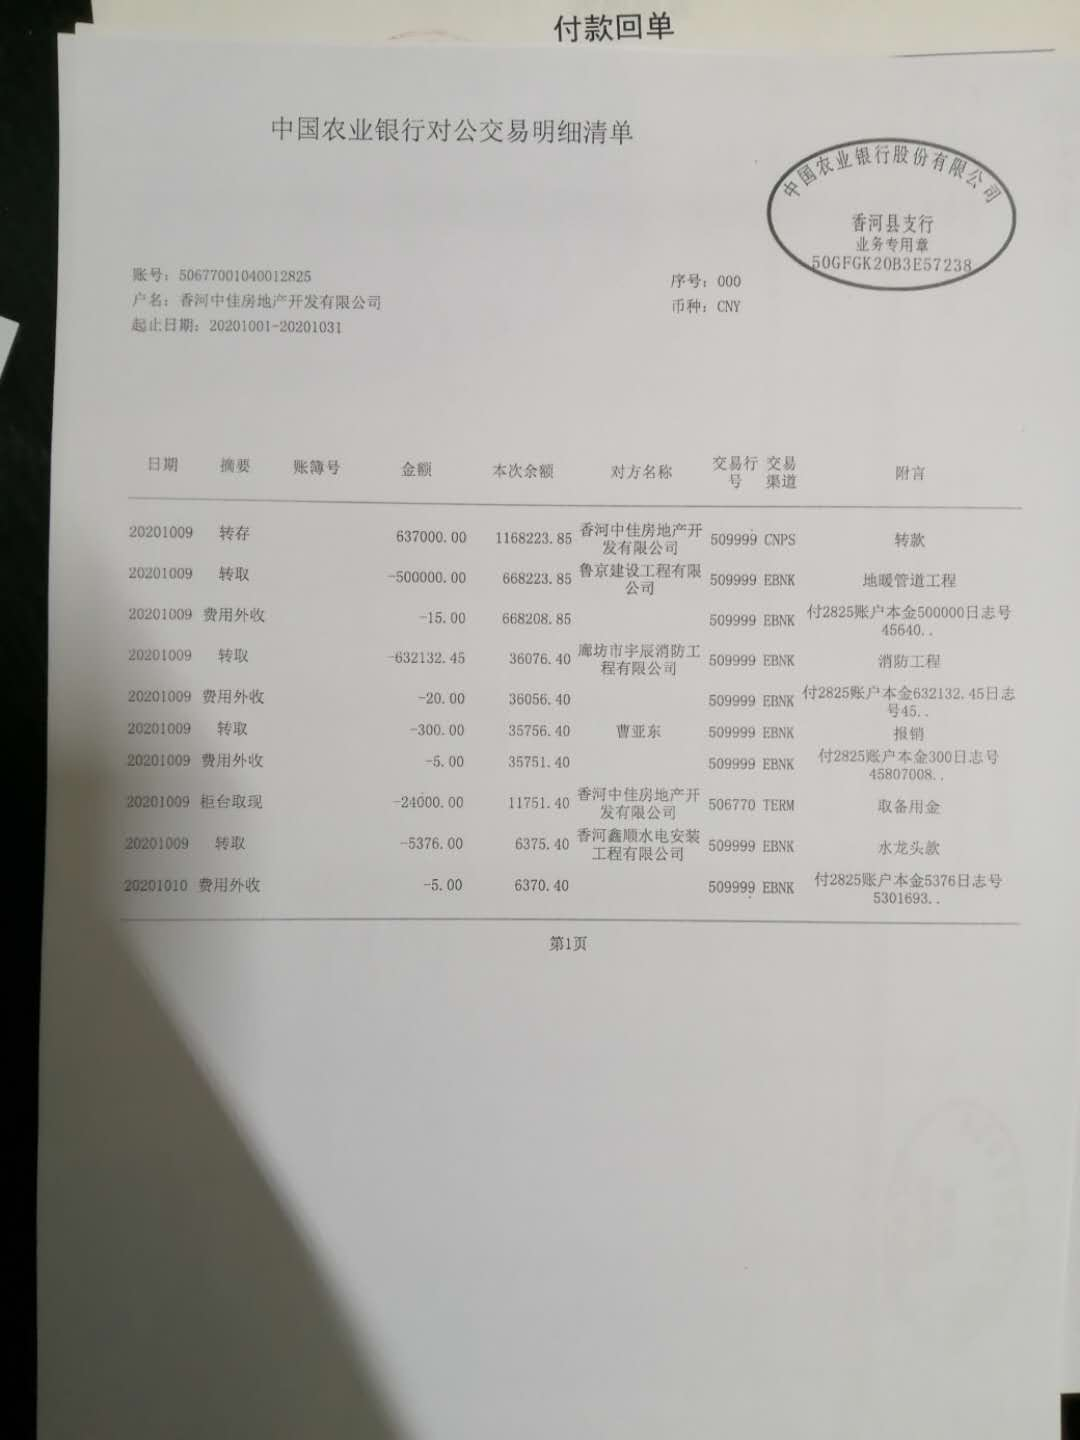 付款回单
中国农业银行对公交易明细清单
中国农业银行股份有限公司
香河县支行
业务专用章
50GFGK20B3E57238
账号：50677001040012825
序号：000
户名：香河中佳房地产开发有限公司
币种：CNY
起止日期：20201001-20201031
日期 摘要 账簿号 金额 本次余额 对方名称 交易行号 交易渠道 附言
20201009 转存 637000.00 1168223.85 香河中佳房地产开发有限公司 509999 CNPS 转款
20201009 转取 -500000.00 668223.85 鲁京建设工程有限公司 509999 EBNK 地暖管道工程
20201009 费用外收 -15.00 668208.85 509999 EBNK 付2825账户本金500000日志号45640..
20201009 转取 -632132.45 36076.40 廊坊市宇辰消防工程有限公司 509999 EBNK 消防工程
20201009 费用外收 -20.00 36056.40 509999 EBNK 付2825账户本金632132.45日志号45..
20201009 转取 -300.00 35756.40 曹亚东 509999 EBNK 报销
20201009 费用外收 -5.00 35751.40 509999 EBNK 付2825账户本金300日志号45807008..
20201009 柜台取现 -24000.00 11751.40 香河中佳房地产开发有限公司 506770 TERM 取备用金
20201009 转取 -5376.00 6375.40 香河鑫顺水电安装工程有限公司 509999 EBNK 水龙头款
20201010 费用外收 -5.00 6370.40 509999 EBNK 付2825账户本金5376日志号5301693..
第1页